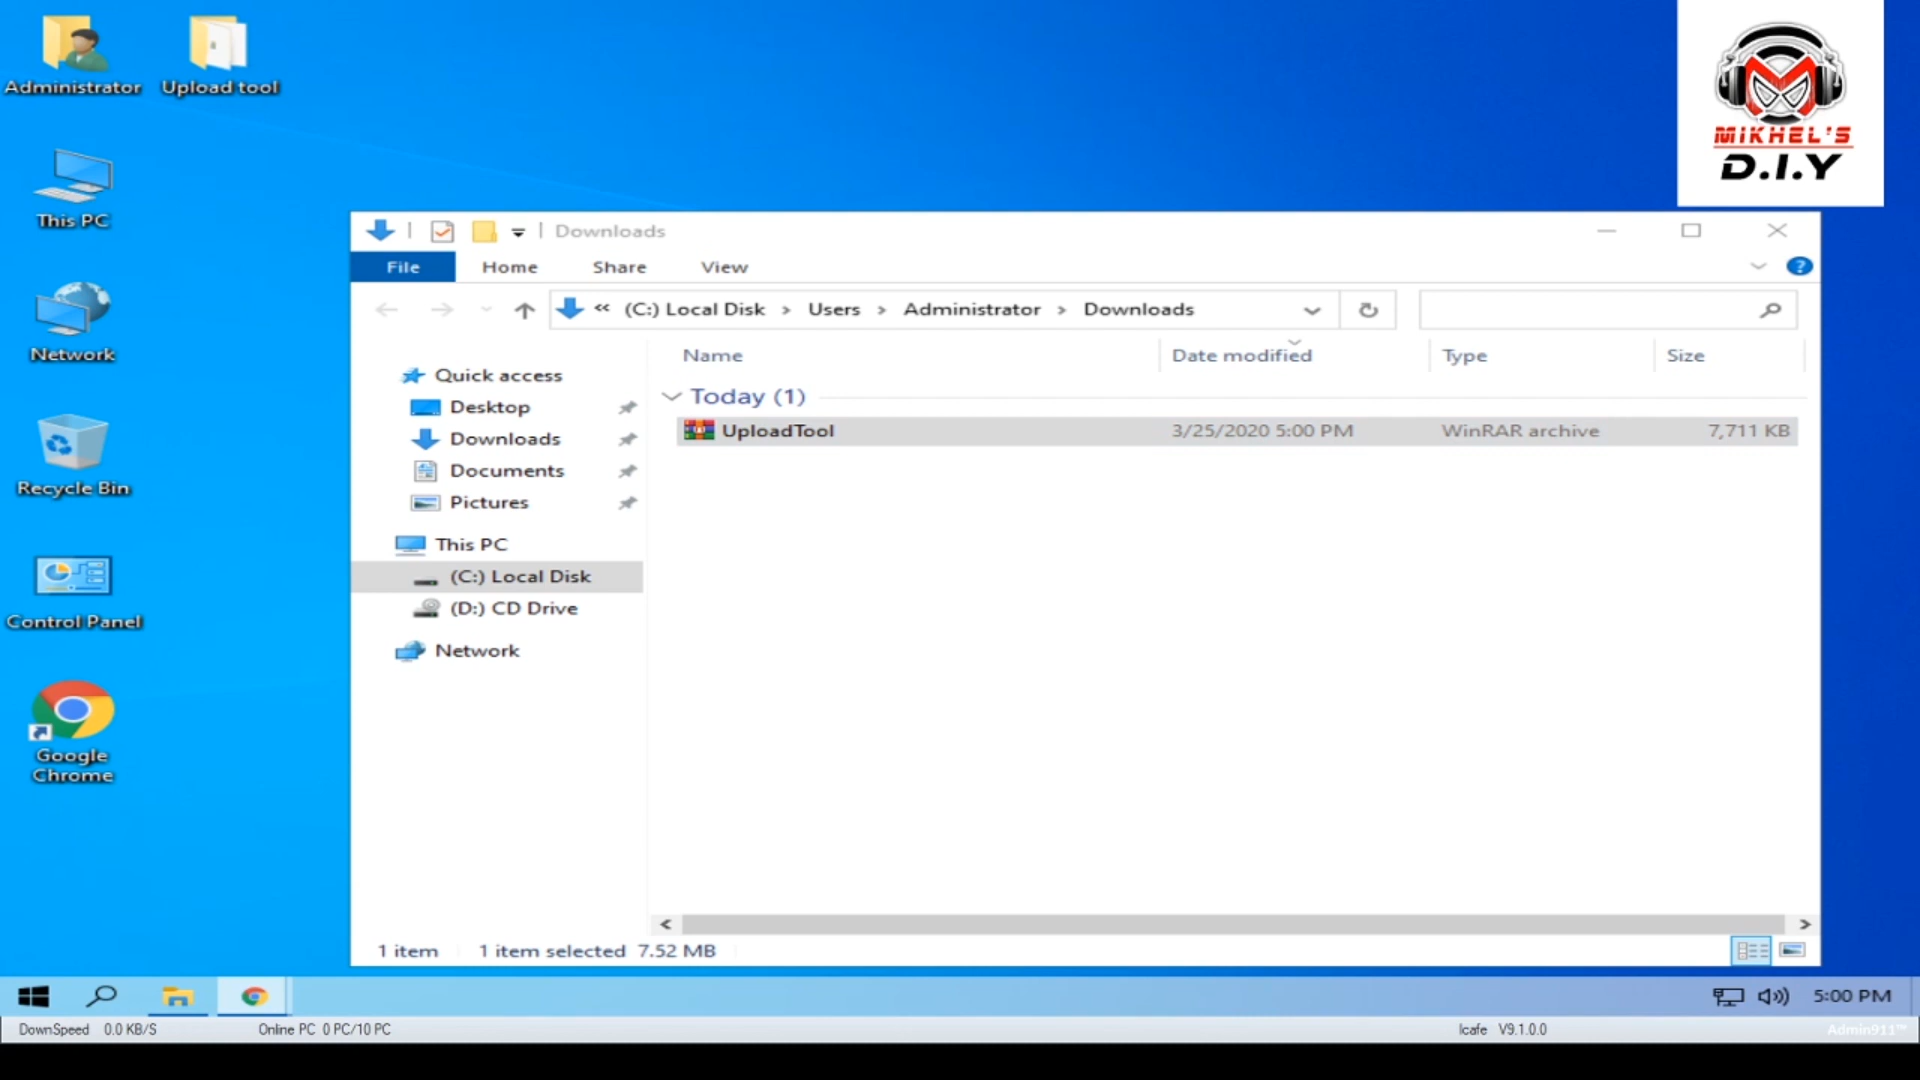 Administrator
Upload tool
This PC
Network
Recycle Bin
Control Panel
Google
Chrome
MIKHEL'S
D.I.Y
Downloads
File Home Share View
« (C:) Local Disk › Users › Administrator › Downloads
Name Date modified Type Size
Quick access
Desktop
Downloads
Documents
Pictures
This PC
(C:) Local Disk
(D:) CD Drive
Network
Today (1)
UploadTool 3/25/2020 5:00 PM WinRAR archive 7,711 KB
1 item 1 item selected 7.52 MB
5:00 PM
DownSpeed 0.0 KB/S Online PC 0 PC/10 PC Icafe V9.1.0.0 Admin911™